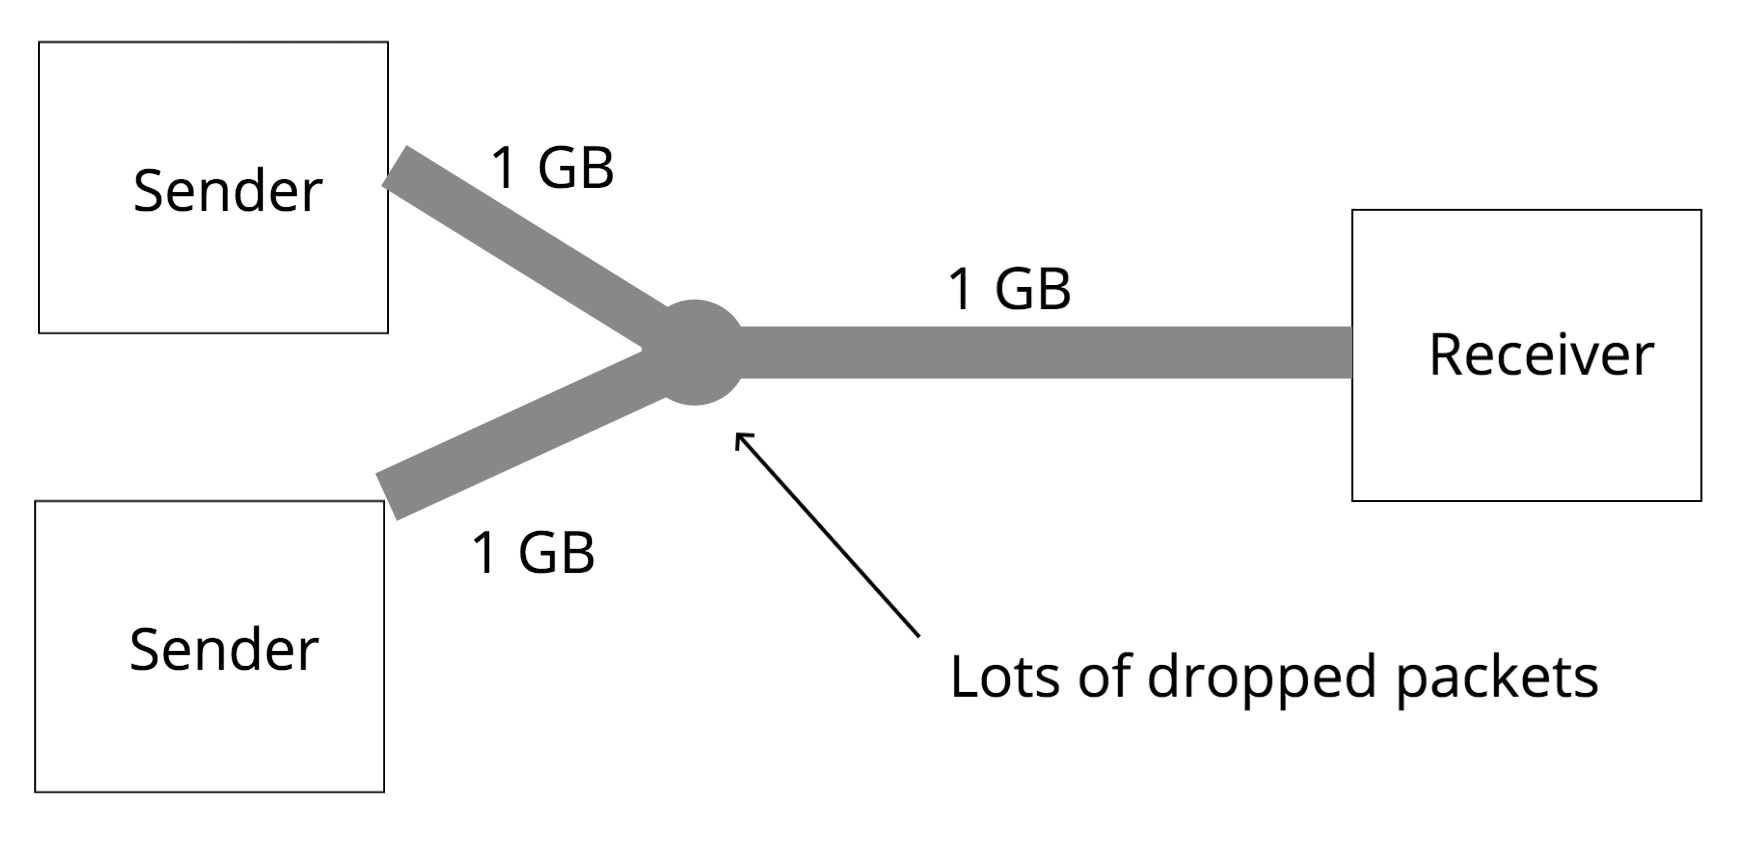 Sender
1 GB
1 GB
Receiver
1 GB
Sender
Lots of dropped packets